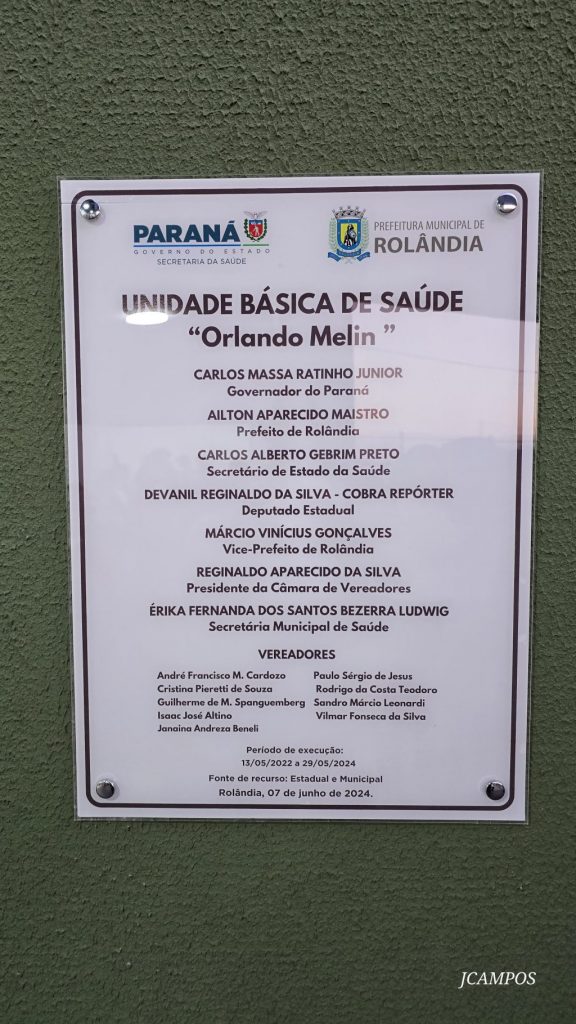 PARANÁ
GOVERNO DO ESTADO
SECRETARIA DA SAÚDE
PREFEITURA MUNICIPAL DE
ROLÂNDIA
UNIDADE BÁSICA DE SAÚDE
“Orlando Melin ”
CARLOS MASSA RATINHO JUNIOR
Governador do Paraná
AILTON APARECIDO MAISTRO
Prefeito de Rolândia
CARLOS ALBERTO GEBRIM PRETO
Secretário de Estado da Saúde
DEVANIL REGINALDO DA SILVA - COBRA REPÓRTER
Deputado Estadual
MÁRCIO VINÍCIUS GONÇALVES
Vice-Prefeito de Rolândia
REGINALDO APARECIDO DA SILVA
Presidente da Câmara de Vereadores
ÉRIKA FERNANDA DOS SANTOS BEZERRA LUDWIG
Secretária Municipal de Saúde
VEREADORES
André Francisco M. Cardozo
Cristina Pieretti de Souza
Guilherme de M. Spanguemberg
Isaac José Altino
Janaina Andreza Beneli
Paulo Sérgio de Jesus
Rodrigo da Costa Teodoro
Sandro Márcio Leonardi
Vilmar Fonseca da Silva
Período de execução:
13/05/2022 a 29/05/2024
Fonte de recurso: Estadual e Municipal
Rolândia, 07 de junho de 2024.
JCAMPOS